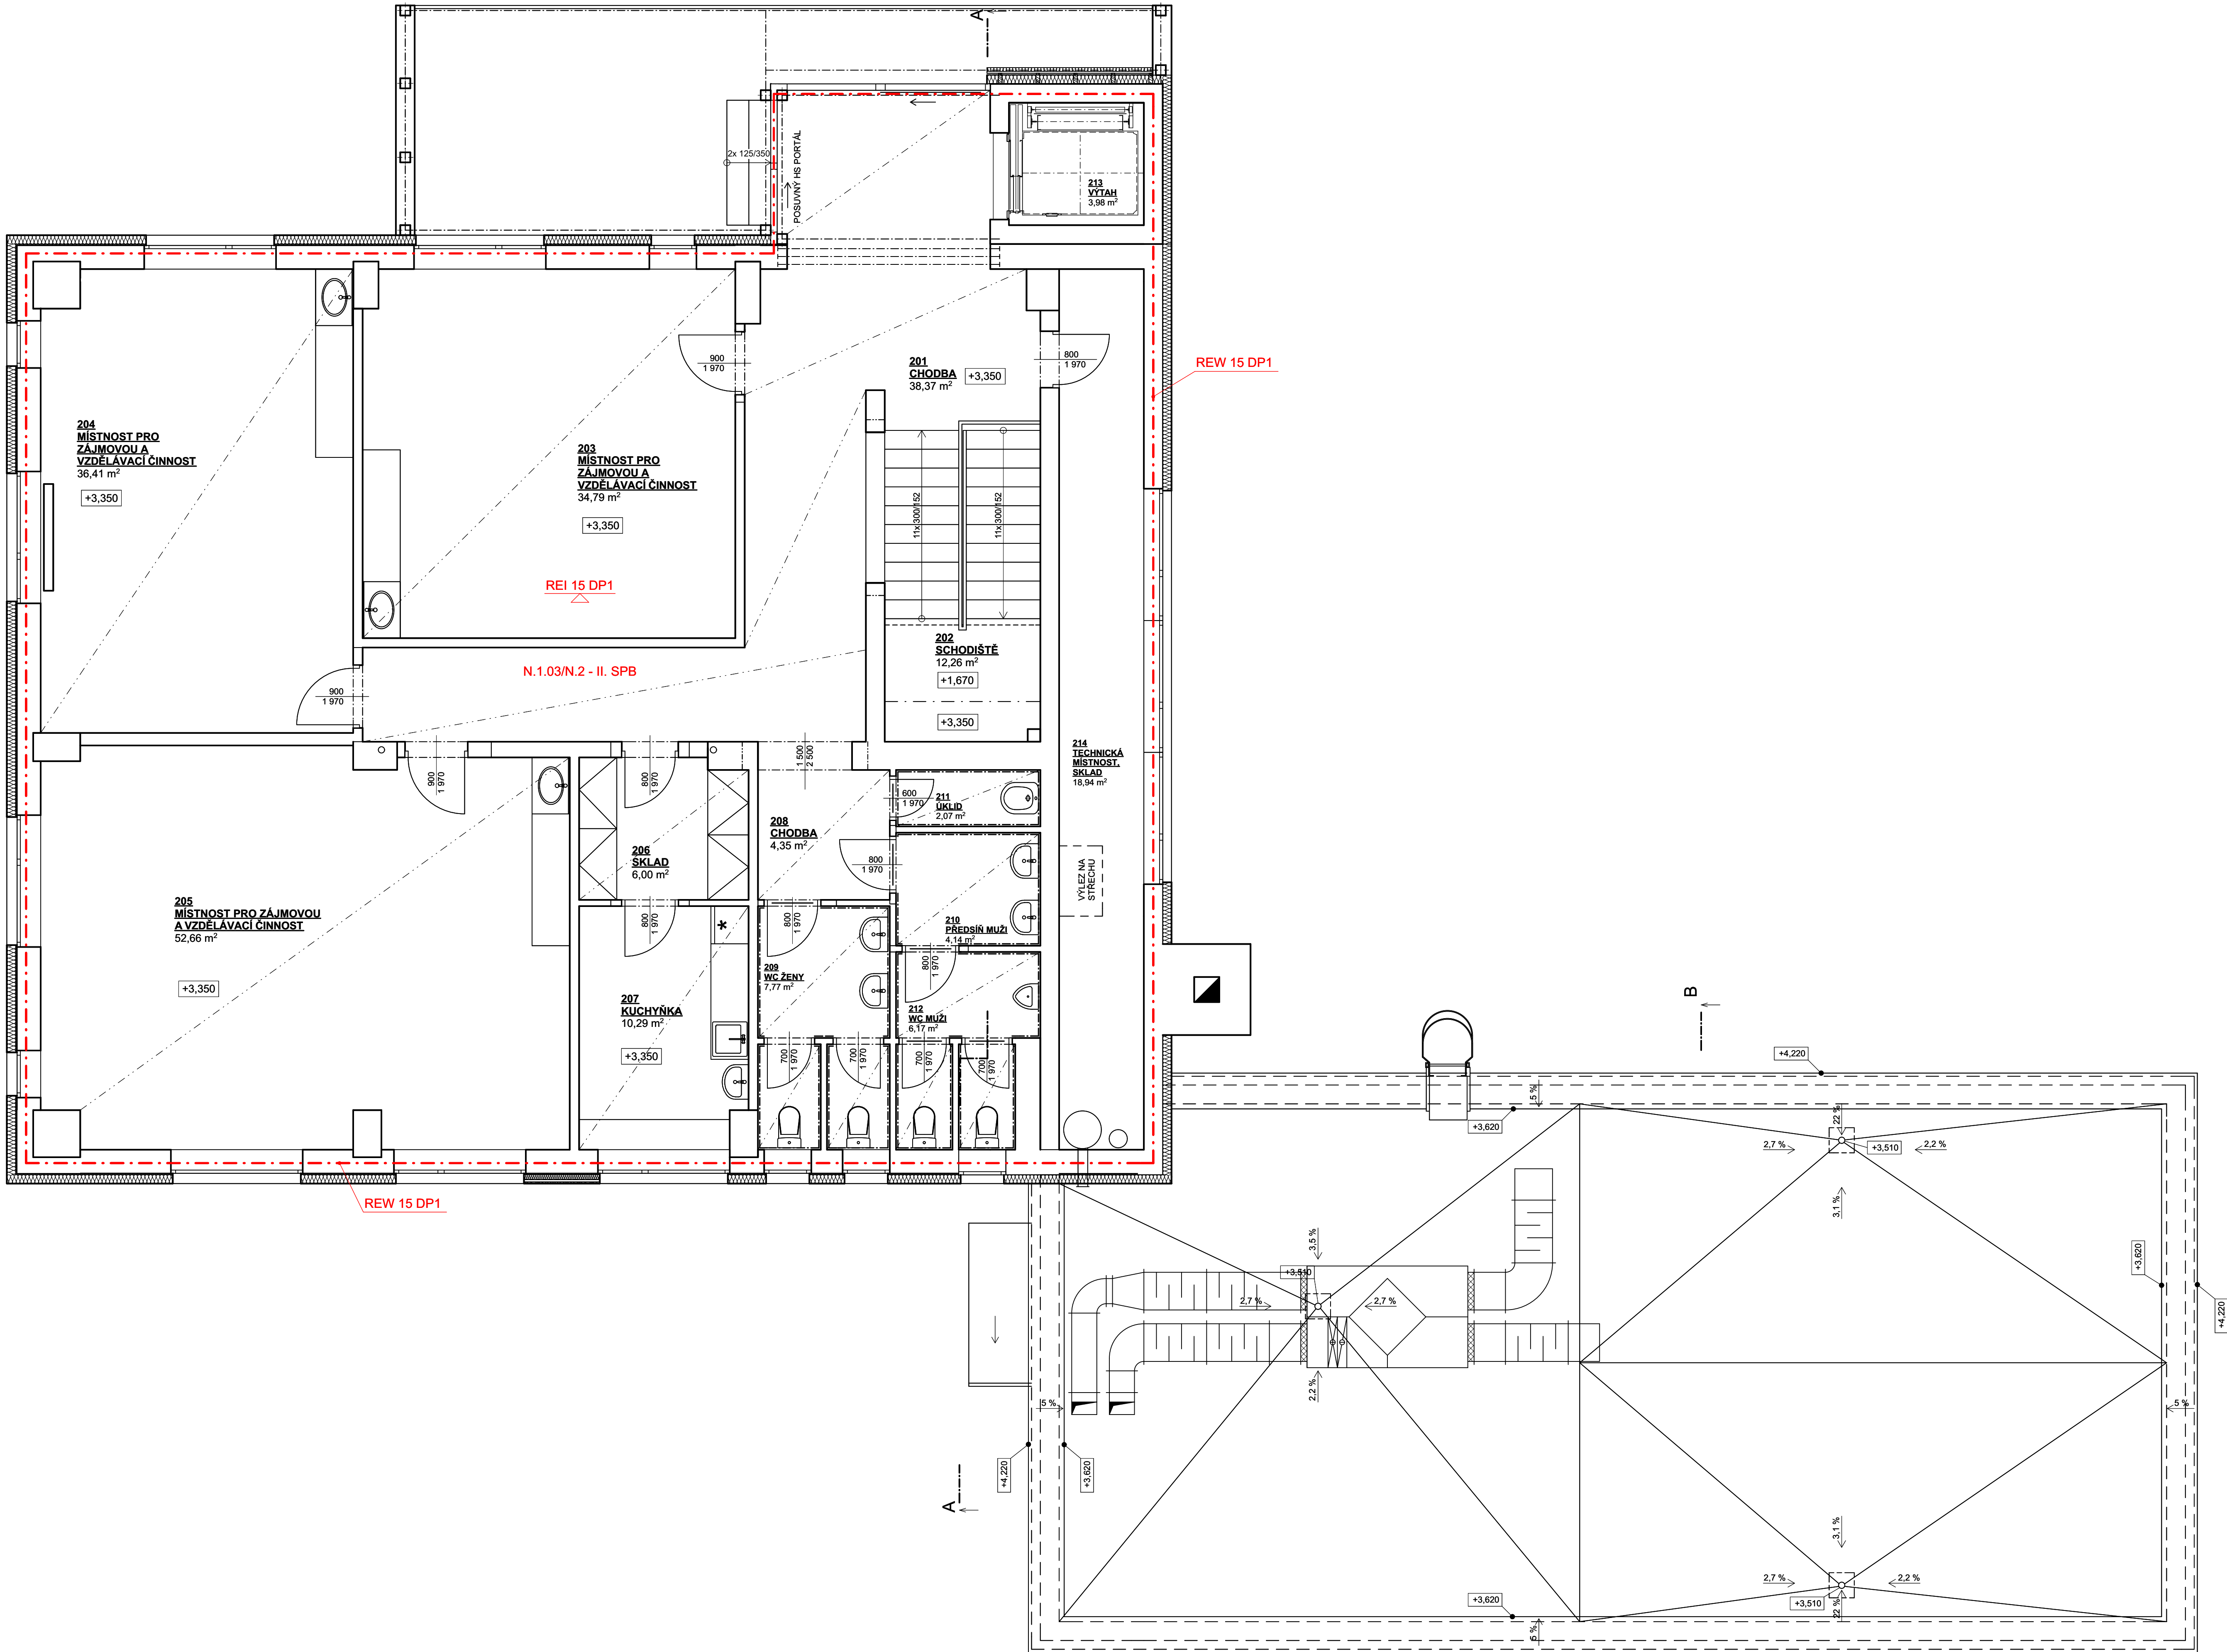 A
2x 125/350
POSUVNÝ HS PORTÁL
213
VÝTAH
3,98 m²
900
1 970
201
CHODBA
38,37 m²
+3,350
800
1 970
REW 15 DP1
204
MÍSTNOST PRO
ZÁJMOVOU A
VZDĚLÁVACÍ ČINNOST
36,41 m²
+3,350
203
MÍSTNOST PRO
ZÁJMOVOU A
VZDĚLÁVACÍ ČINNOST
34,79 m²
+3,350
11x 300/152
11x 300/152
REI 15 DP1
N.1.03/N.2 - II. SPB
900
1 970
202
SCHODIŠTĚ
12,26 m²
+1,670
+3,350
214
TECHNICKÁ
MÍSTNOST,
SKLAD
18,94 m²
900
1 970
800
1 970
1 500
2 500
600
1 970
211
ÚKLID
2,07 m²
208
CHODBA
4,35 m²
206
SKLAD
6,00 m²
800
1 970
VÝLEZ NA
STŘECHU
205
MÍSTNOST PRO ZÁJMOVOU
A VZDĚLÁVACÍ ČINNOST
52,66 m²
+3,350
800
1 970
*
800
1 970
210
PŘEDSÍŇ MUŽI
4,14 m²
800
1 970
209
WC ŽENY
7,77 m²
207
KUCHYŇKA
10,29 m²
+3,350
212
WC MUŽI
6,17 m²
700
1 970
700
1 970
700
1 970
700
1 970
REW 15 DP1
B
+4,220
5 %
+3,620
22 %
2,7 %
+3,510
2,2 %
3,1 %
3,5 %
+3,510
2,7 %
2,7 %
2,2 %
+3,620
+4,220
5 %
5 %
+4,220
+3,620
A
3,1 %
2,7 %
2,2 %
+3,510
22 %
+3,620
5 %